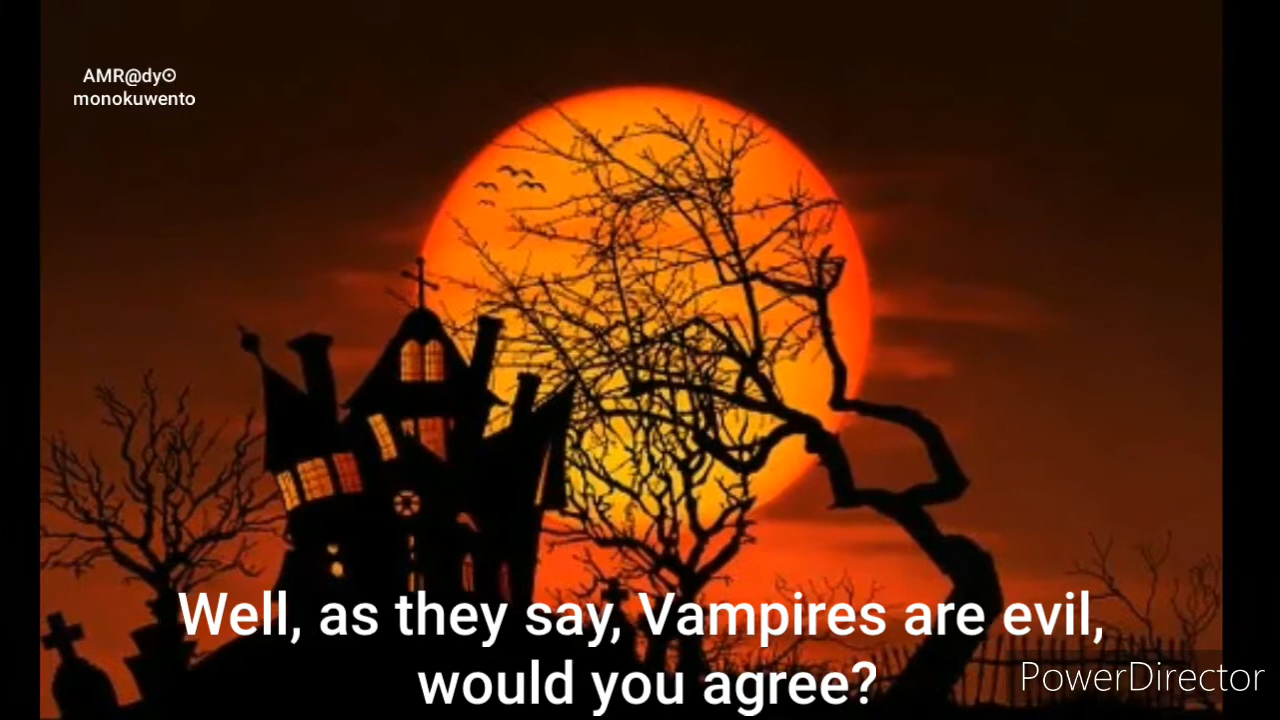 AMR@dy⊙
monokuwento
Well, as they say, Vampires are evil,
would you agree?
PowerDirector